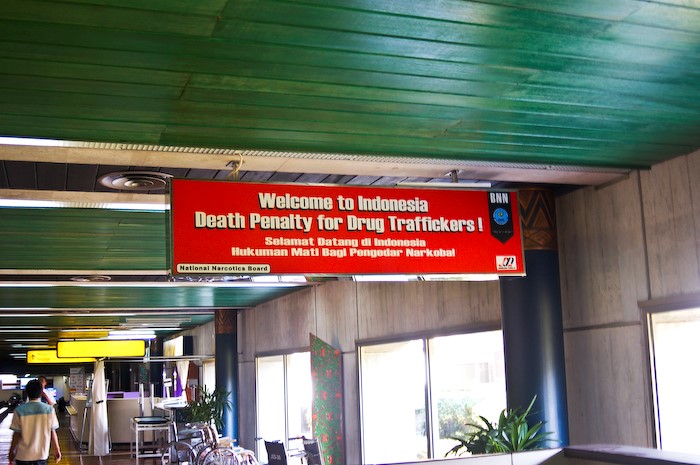 Welcome to Indonesia
Death Penalty for Drug Traffickers !
Selamat Datang di Indonesia
Hukuman Mati Bagi Pengedar Narkoba!
National Narcotics Board
BNN